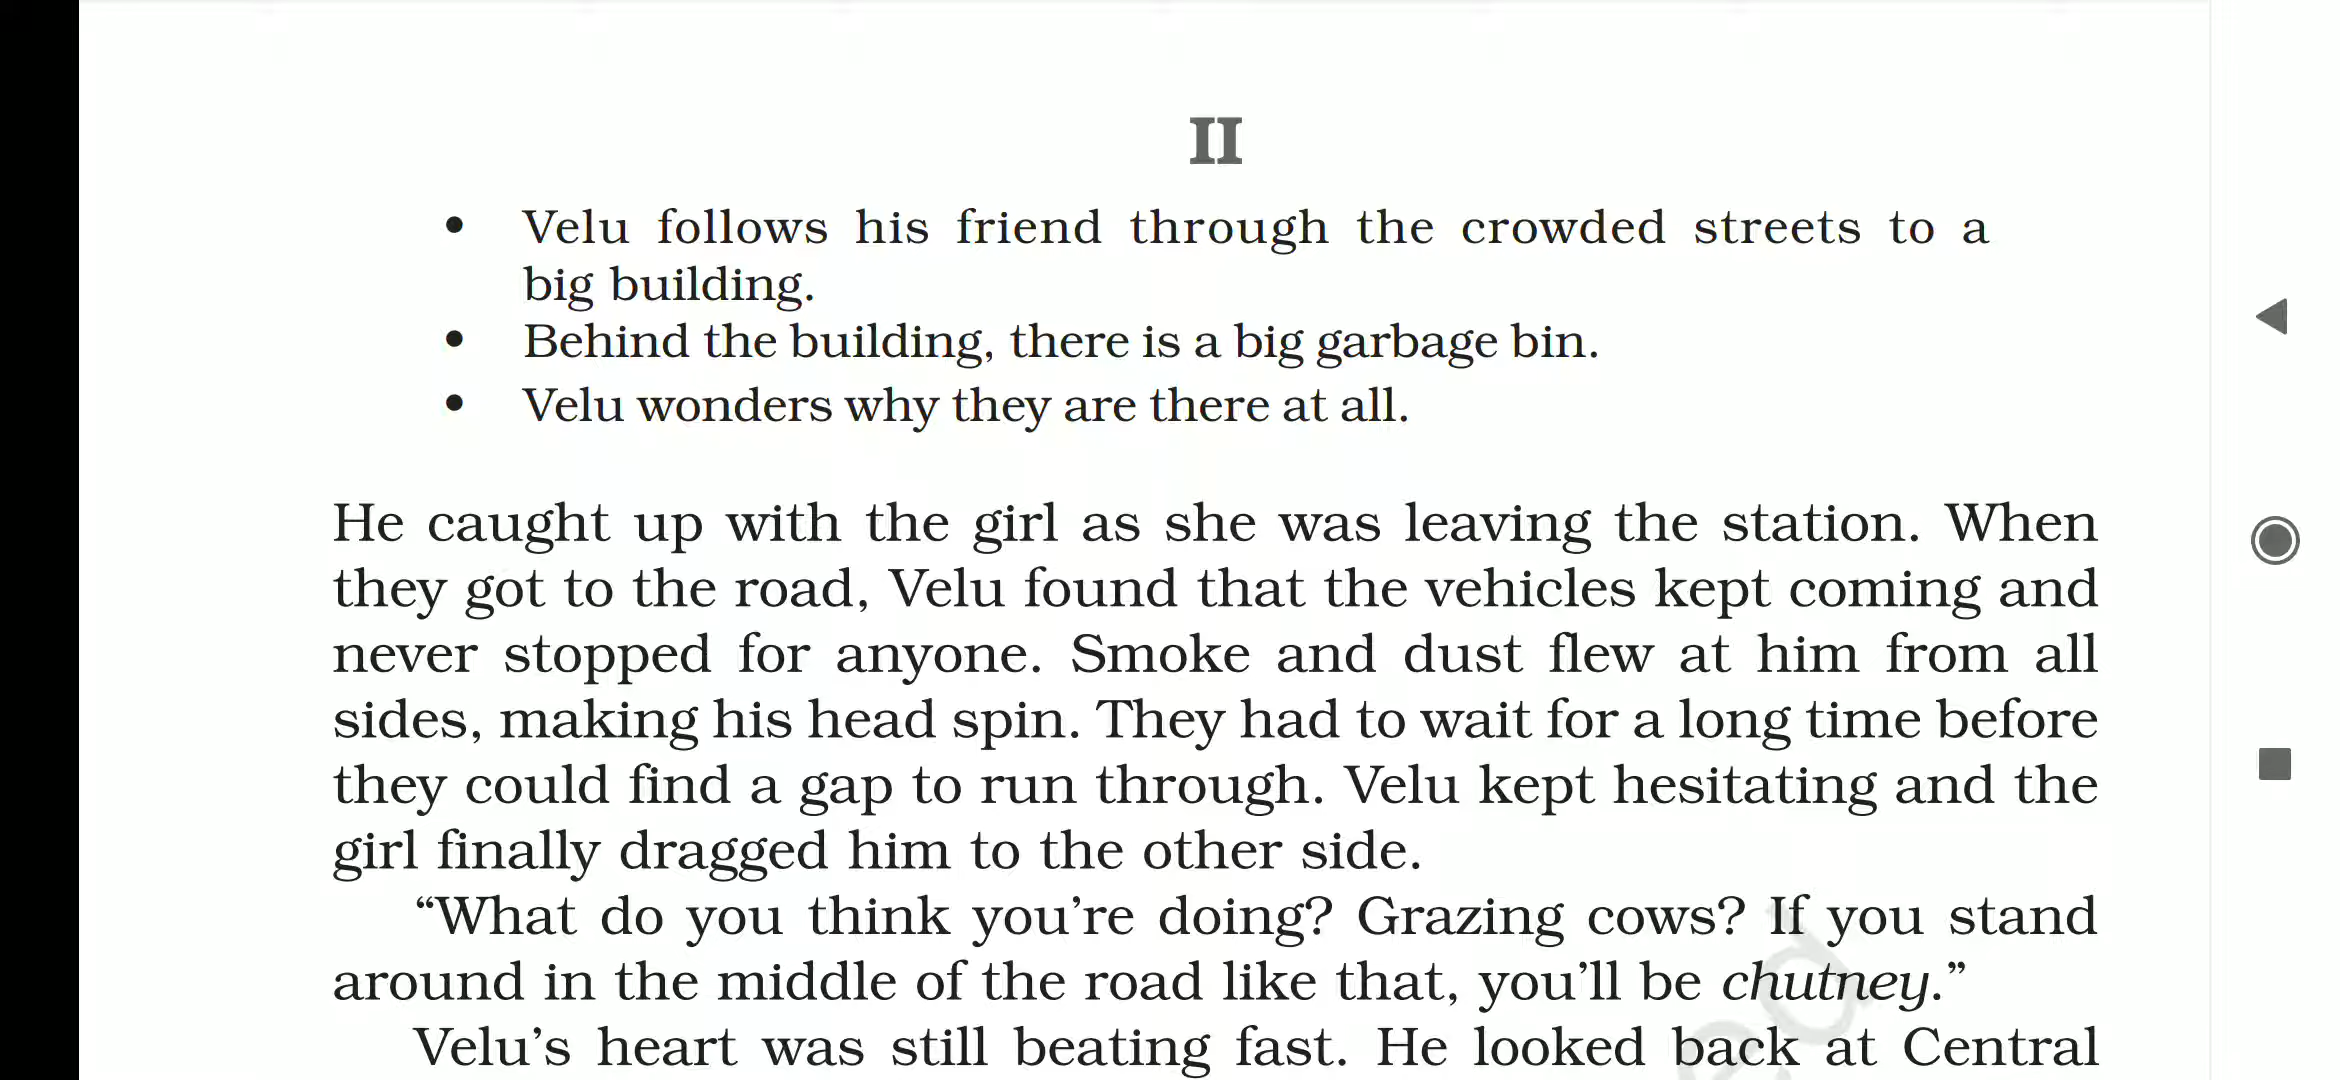 II
• Velu follows his friend through the crowded streets to a
big building.
• Behind the building, there is a big garbage bin.
• Velu wonders why they are there at all.
He caught up with the girl as she was leaving the station. When
they got to the road, Velu found that the vehicles kept coming and
never stopped for anyone. Smoke and dust flew at him from all
sides, making his head spin. They had to wait for a long time before
they could find a gap to run through. Velu kept hesitating and the
girl finally dragged him to the other side.
“What do you think you’re doing? Grazing cows? If you stand
around in the middle of the road like that, you’ll be chutney.”
Velu’s heart was still beating fast. He looked back at Central